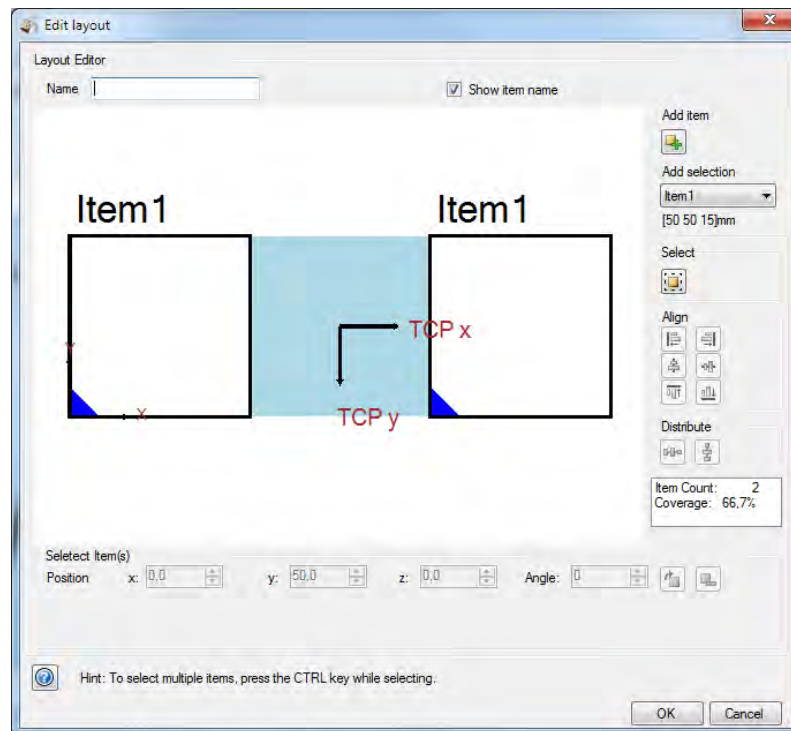 Edit layout
Layout Editor
Name
Show item name
Add item
Add selection
Item1
[50 50 15]mm
Select
Align
Distribute
Item Count: 2
Coverage: 66,7%
Item1
Item1
TCP x
TCP y
Y
X
Seletect Item(s)
Position x: 0,0 y: 50,0 z: 0,0 Angle: 0
Hint: To select multiple items, press the CTRL key while selecting.
OK Cancel